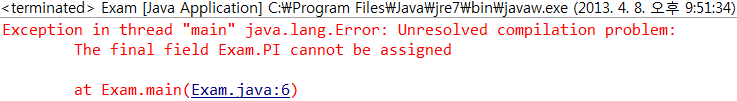 <terminated> Exam [Java Application] C:₩Program Files₩Java₩jre7₩bin₩javaw.exe (2013. 4. 8. 오후 9:51:34)
Exception in thread "main" java.lang.Error: Unresolved compilation problem:
The final field Exam.PI cannot be assigned
at Exam.main(Exam.java:6)